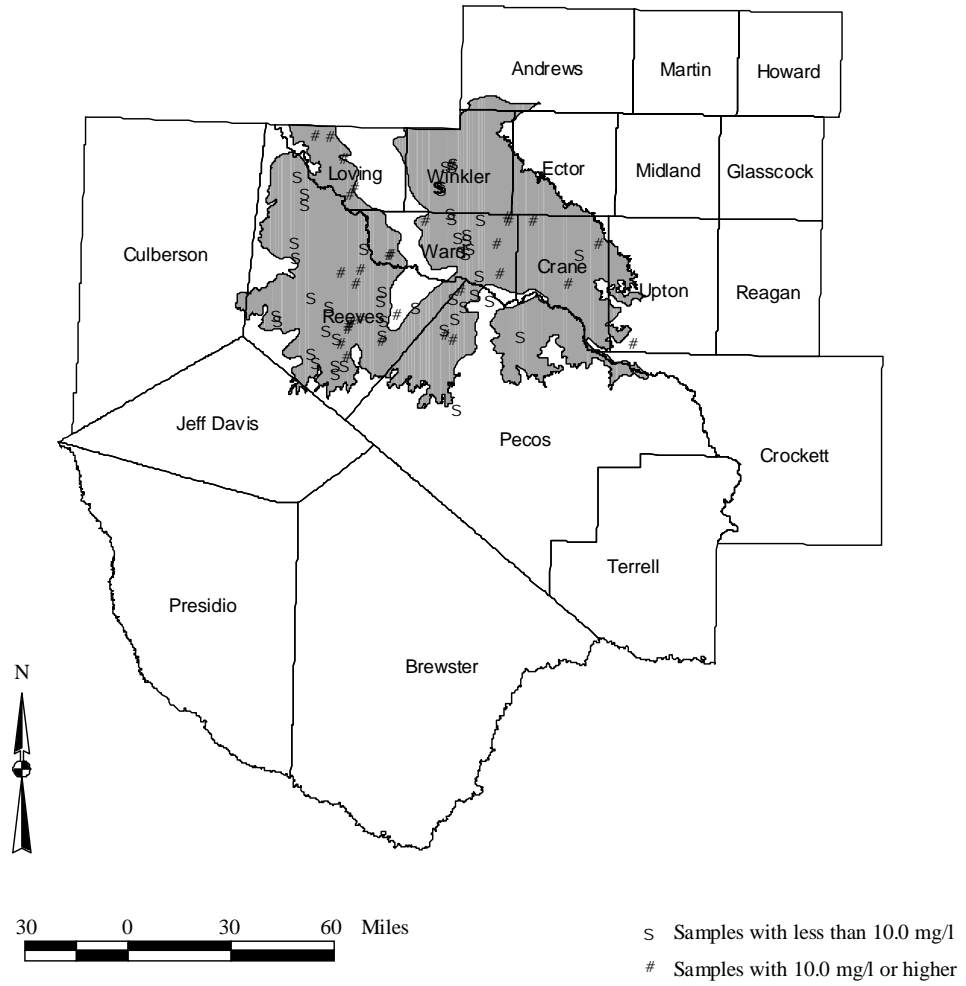 Andrews
Martin
Howard
Loving
Winkler
Ector
Midland
Glasscock
Culberson
Ward
Crane
Upton
Reagan
Reeves
Jeff Davis
Pecos
Crockett
Terrell
Presidio
Brewster
N
30 0 30 60 Miles
S Samples with less than 10.0 mg/l
# Samples with 10.0 mg/l or higher